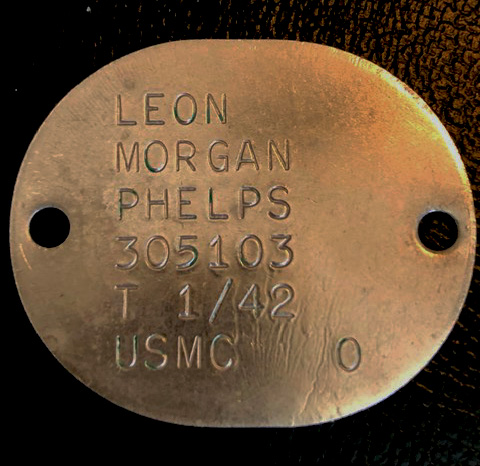 LEON
MORGAN
PHELPS
305103
T 1/42
USMC O